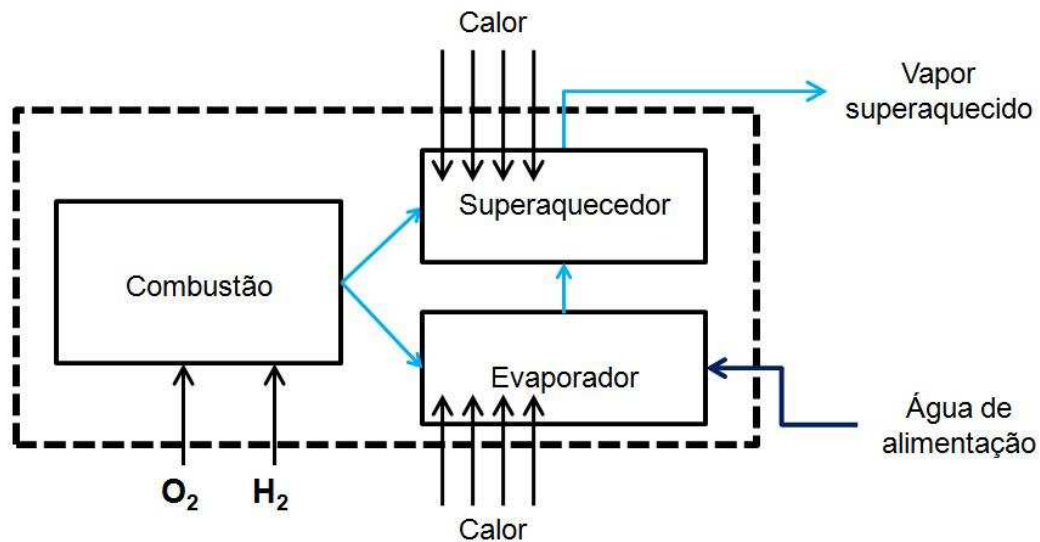 Calor
Vapor
superaquecido
Superaquecedor
Combustão
Evaporador
Água de
alimentação
O₂
H₂
Calor